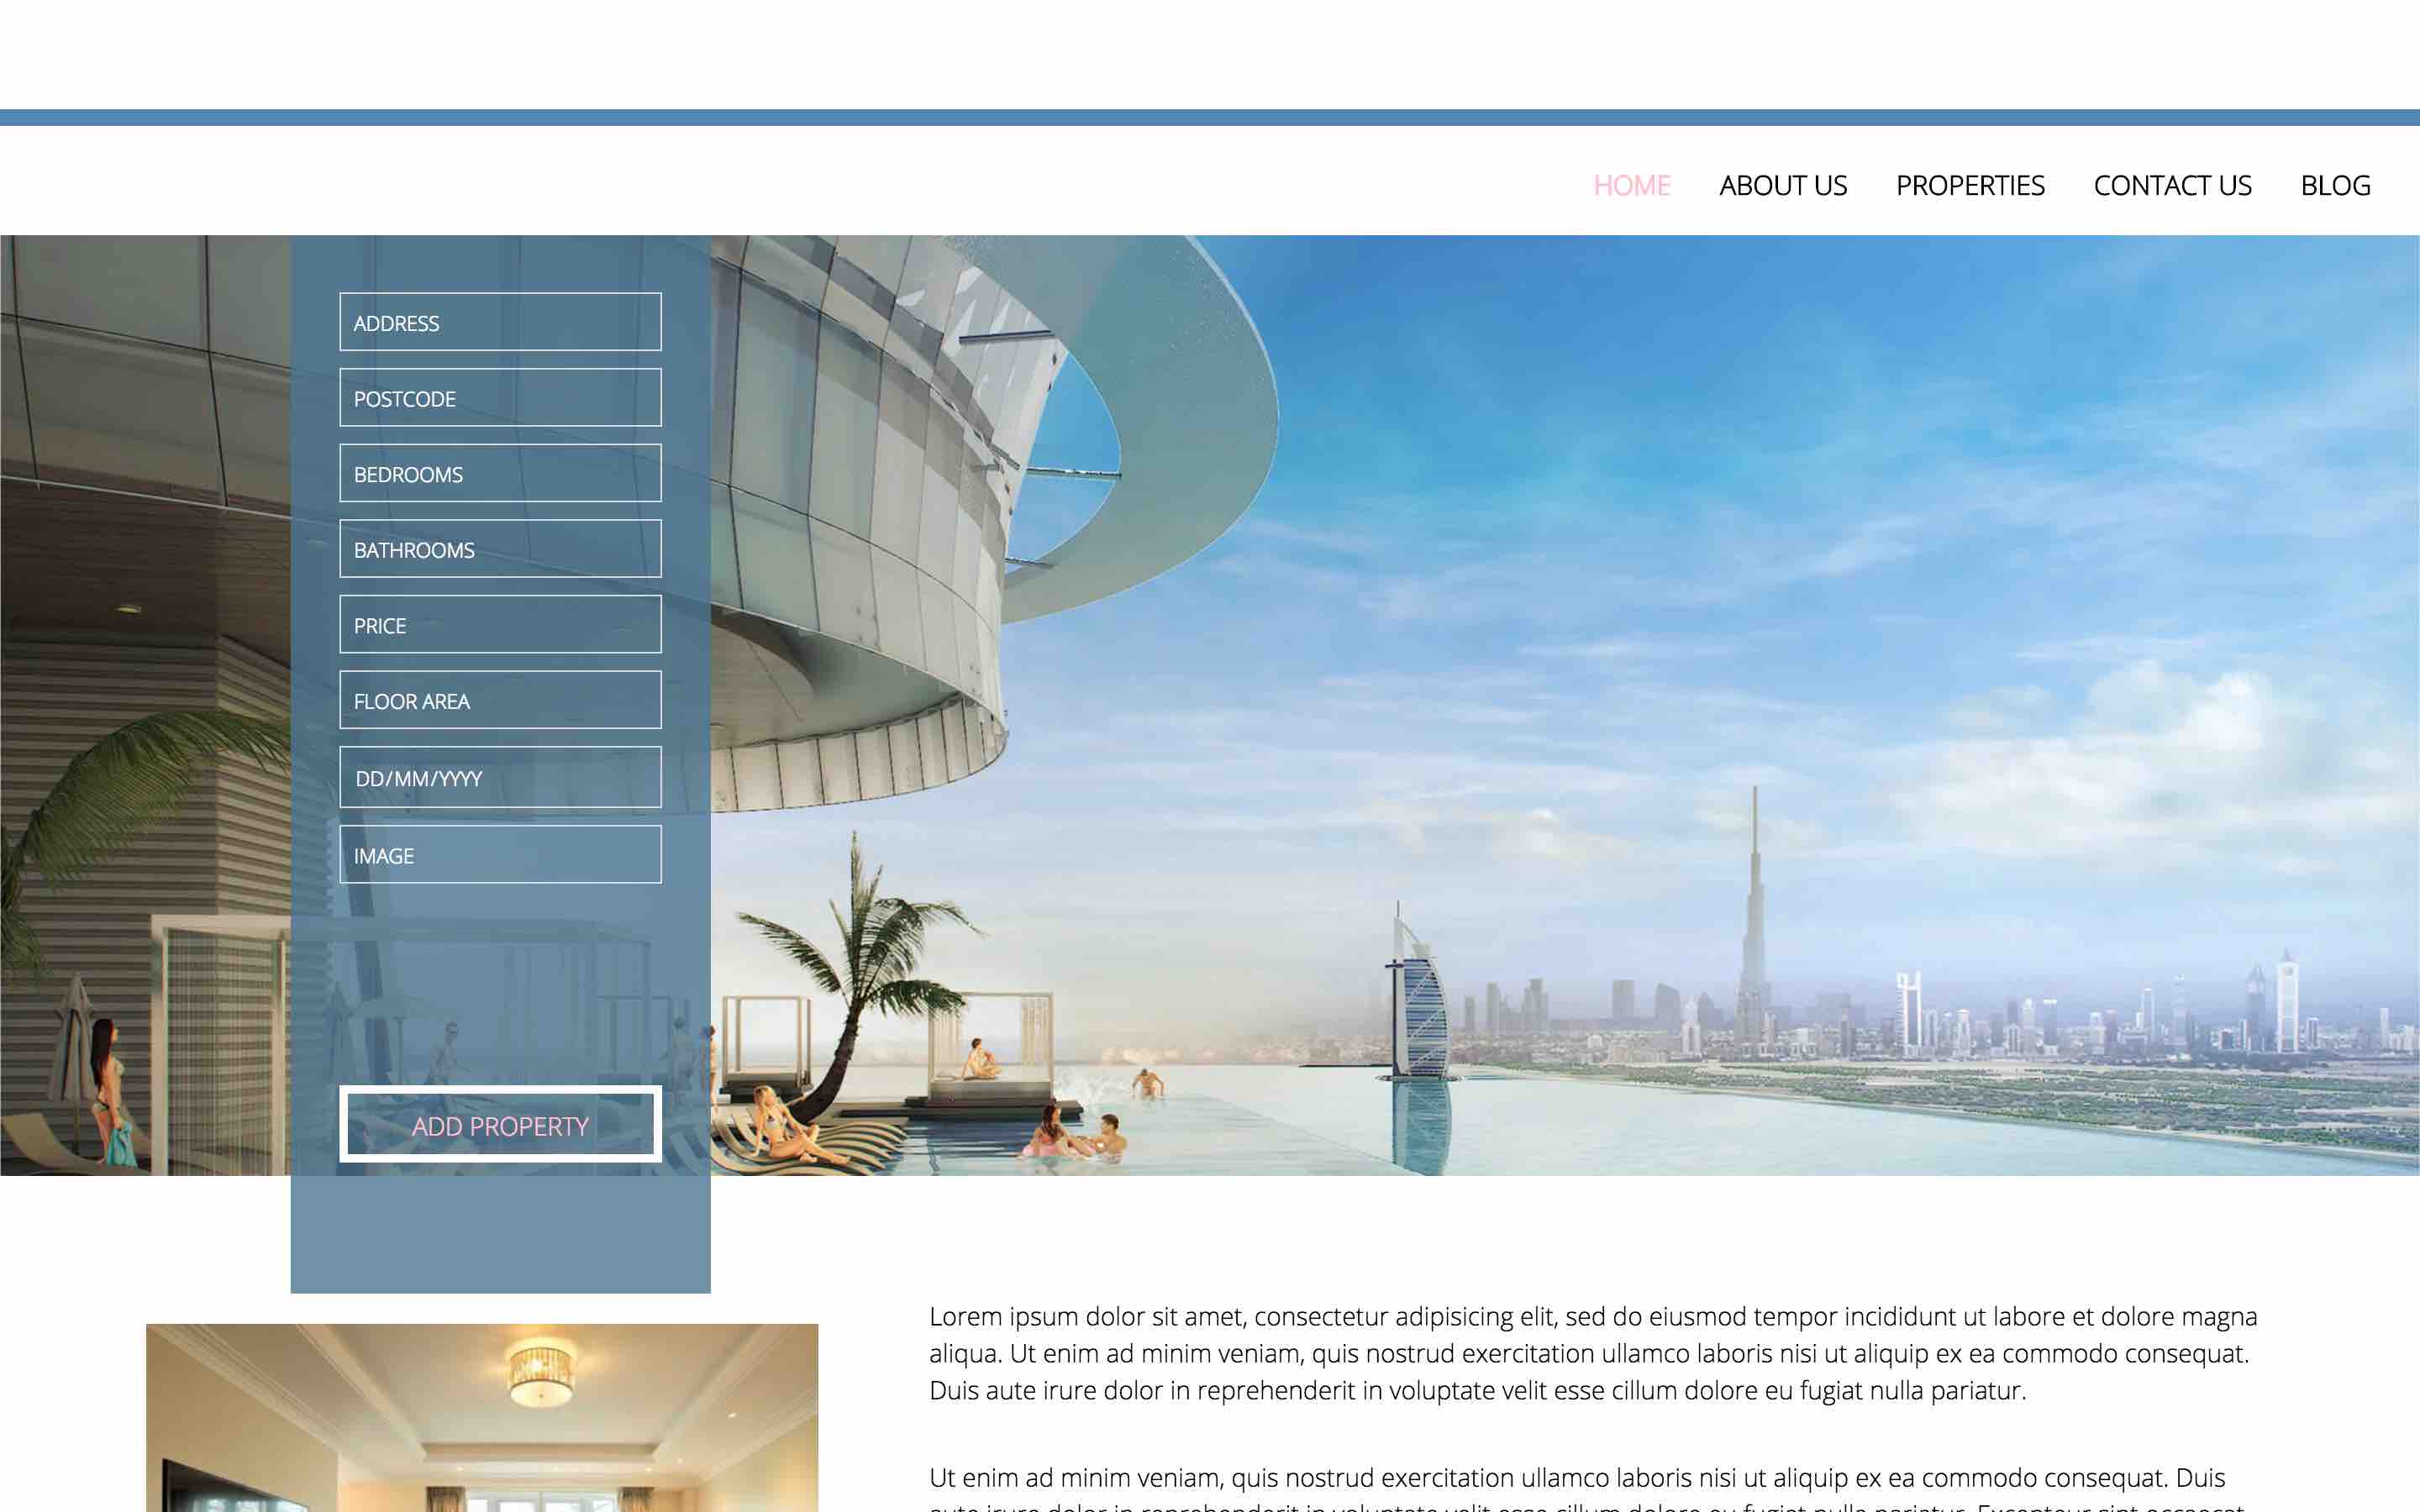 HOME ABOUT US PROPERTIES CONTACT US BLOG
ADDRESS
POSTCODE
BEDROOMS
BATHROOMS
PRICE
FLOOR AREA
DD/MM/YYYY
IMAGE
ADD PROPERTY
Lorem ipsum dolor sit amet, consectetur adipisicing elit, sed do eiusmod tempor incididunt ut labore et dolore magna
aliqua. Ut enim ad minim veniam, quis nostrud exercitation ullamco laboris nisi ut aliquip ex ea commodo consequat.
Duis aute irure dolor in reprehenderit in voluptate velit esse cillum dolore eu fugiat nulla pariatur.
Ut enim ad minim veniam, quis nostrud exercitation ullamco laboris nisi ut aliquip ex ea commodo consequat. Duis